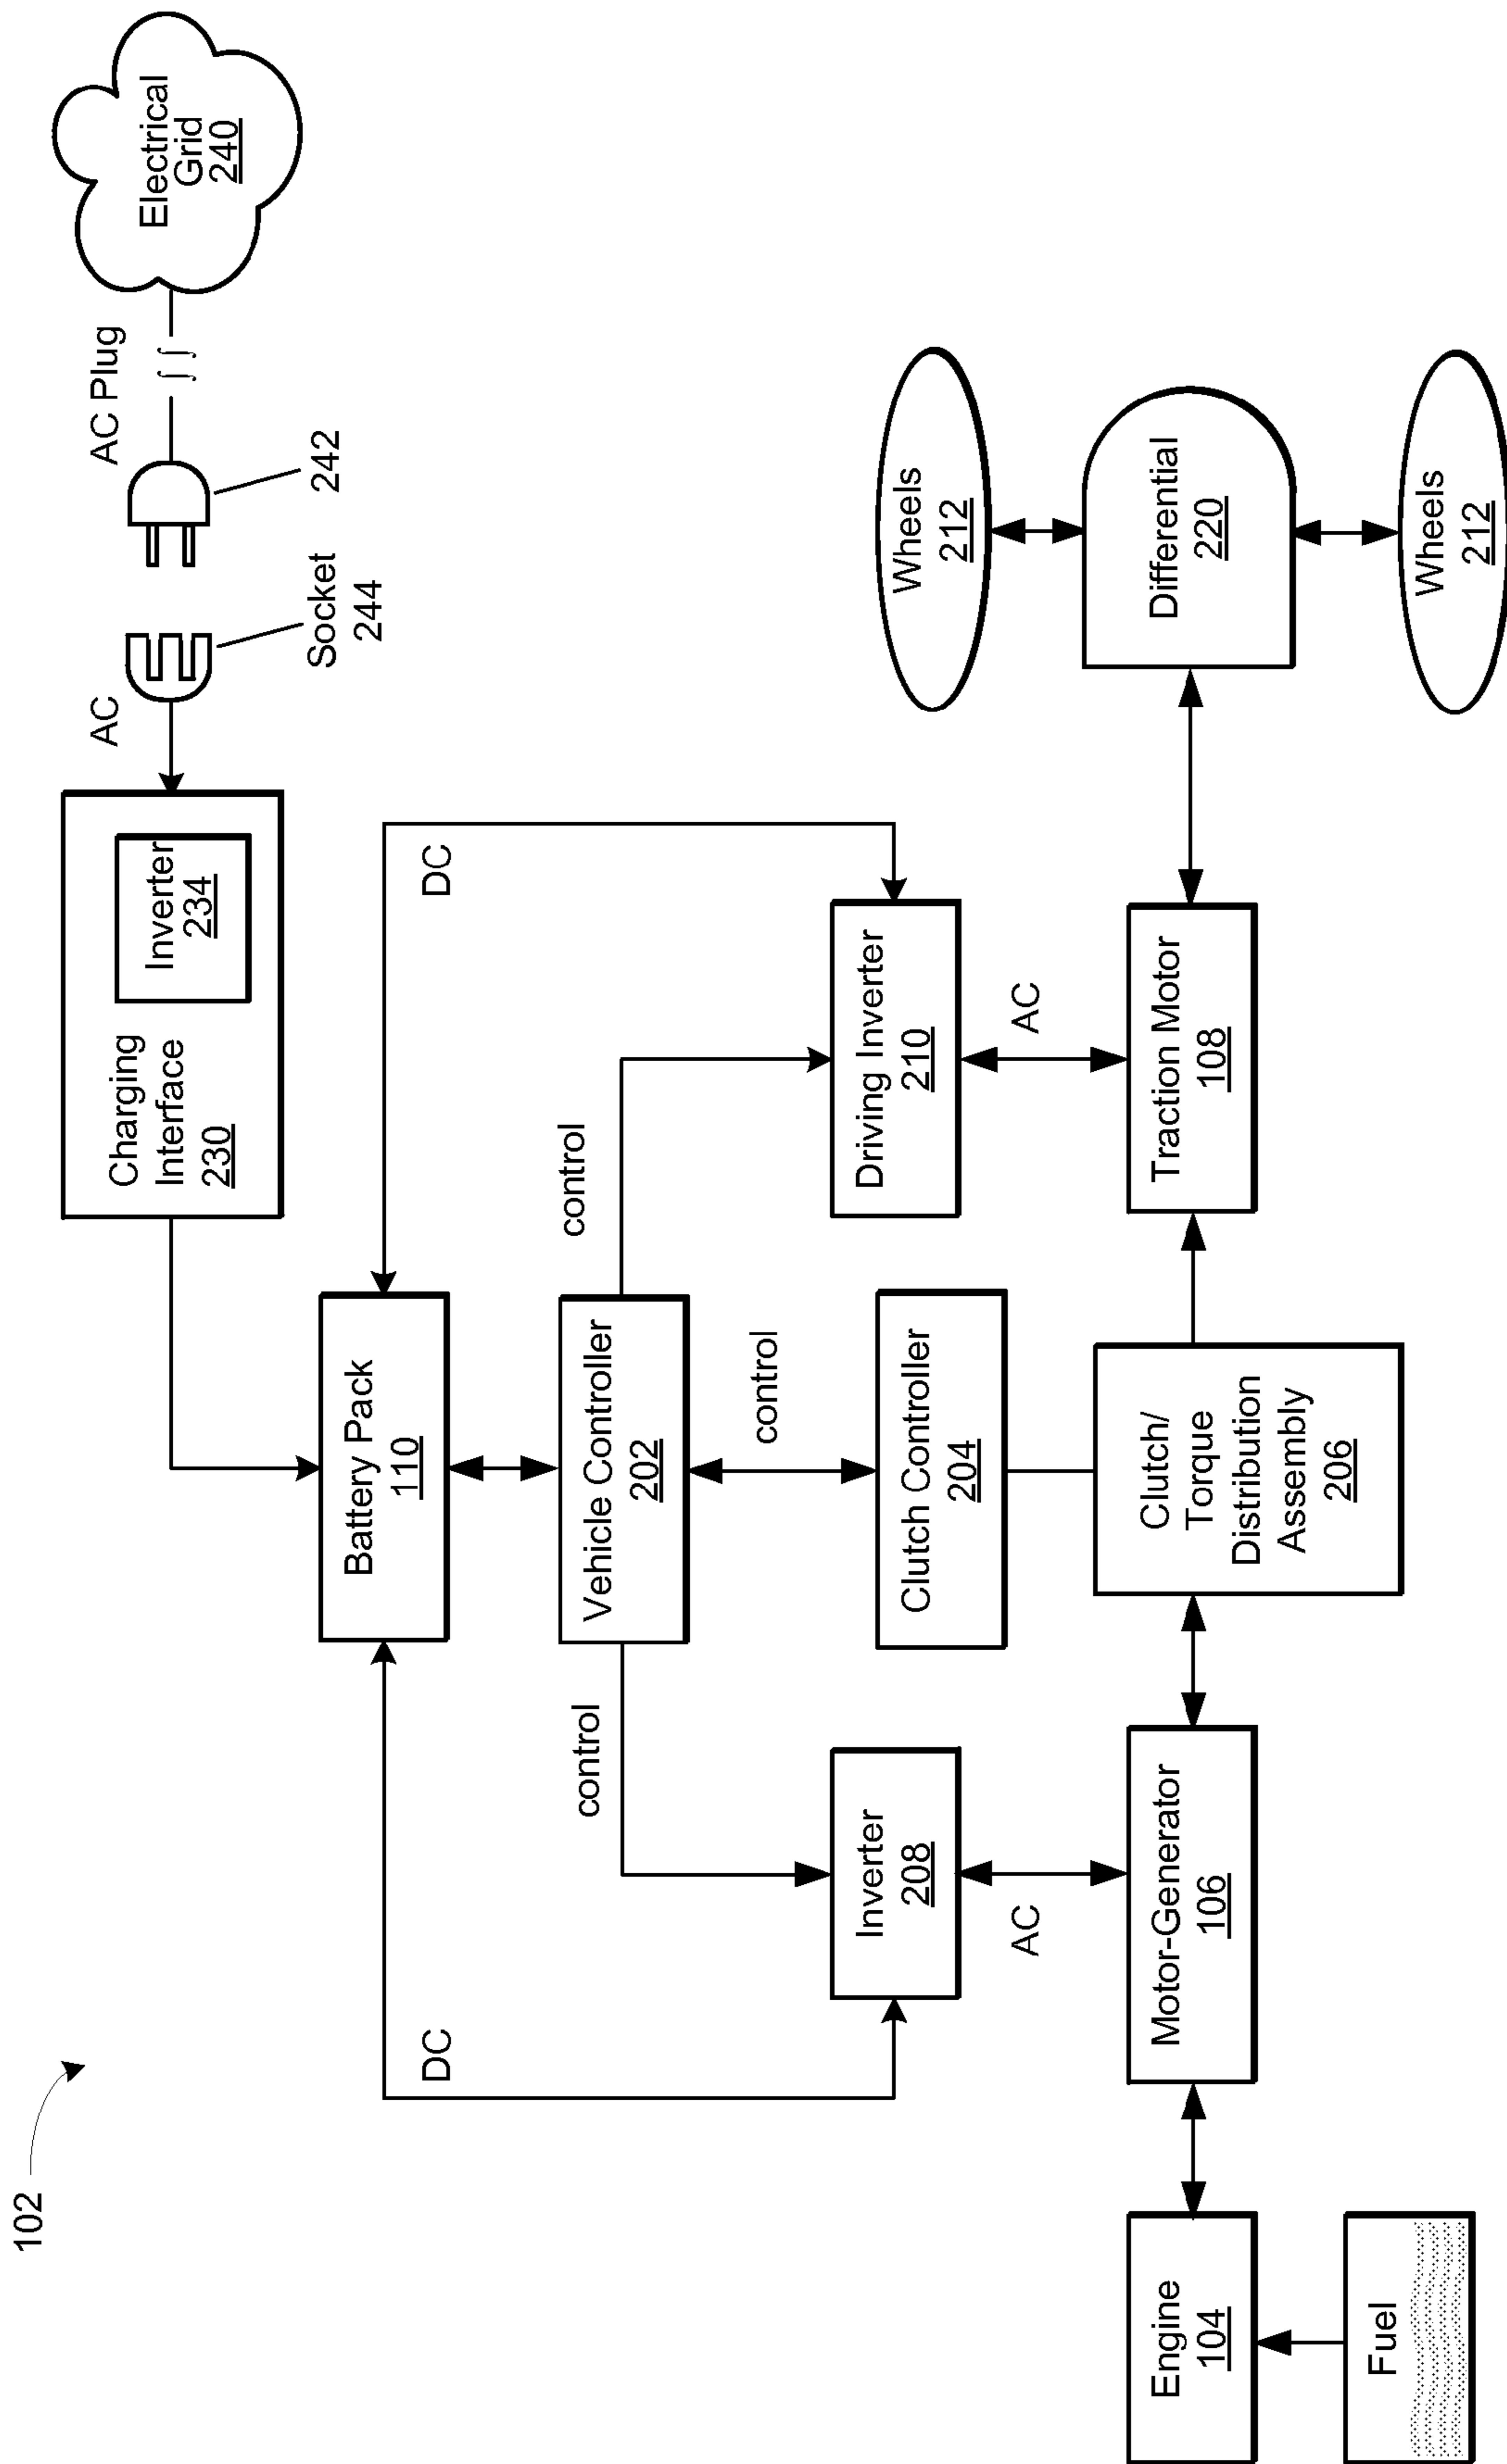 102
Electrical
Grid
240
AC Plug
242
Socket
244
AC
Charging
Interface
230
Inverter
234
Battery Pack
110
DC
DC
Vehicle Controller
202
control
control
control
Inverter
208
Clutch Controller
204
Driving Inverter
210
AC
AC
Engine
104
Motor-Generator
106
Clutch/
Torque
Distribution
Assembly
206
Traction Motor
108
Differential
220
Wheels
212
Wheels
212
Fuel